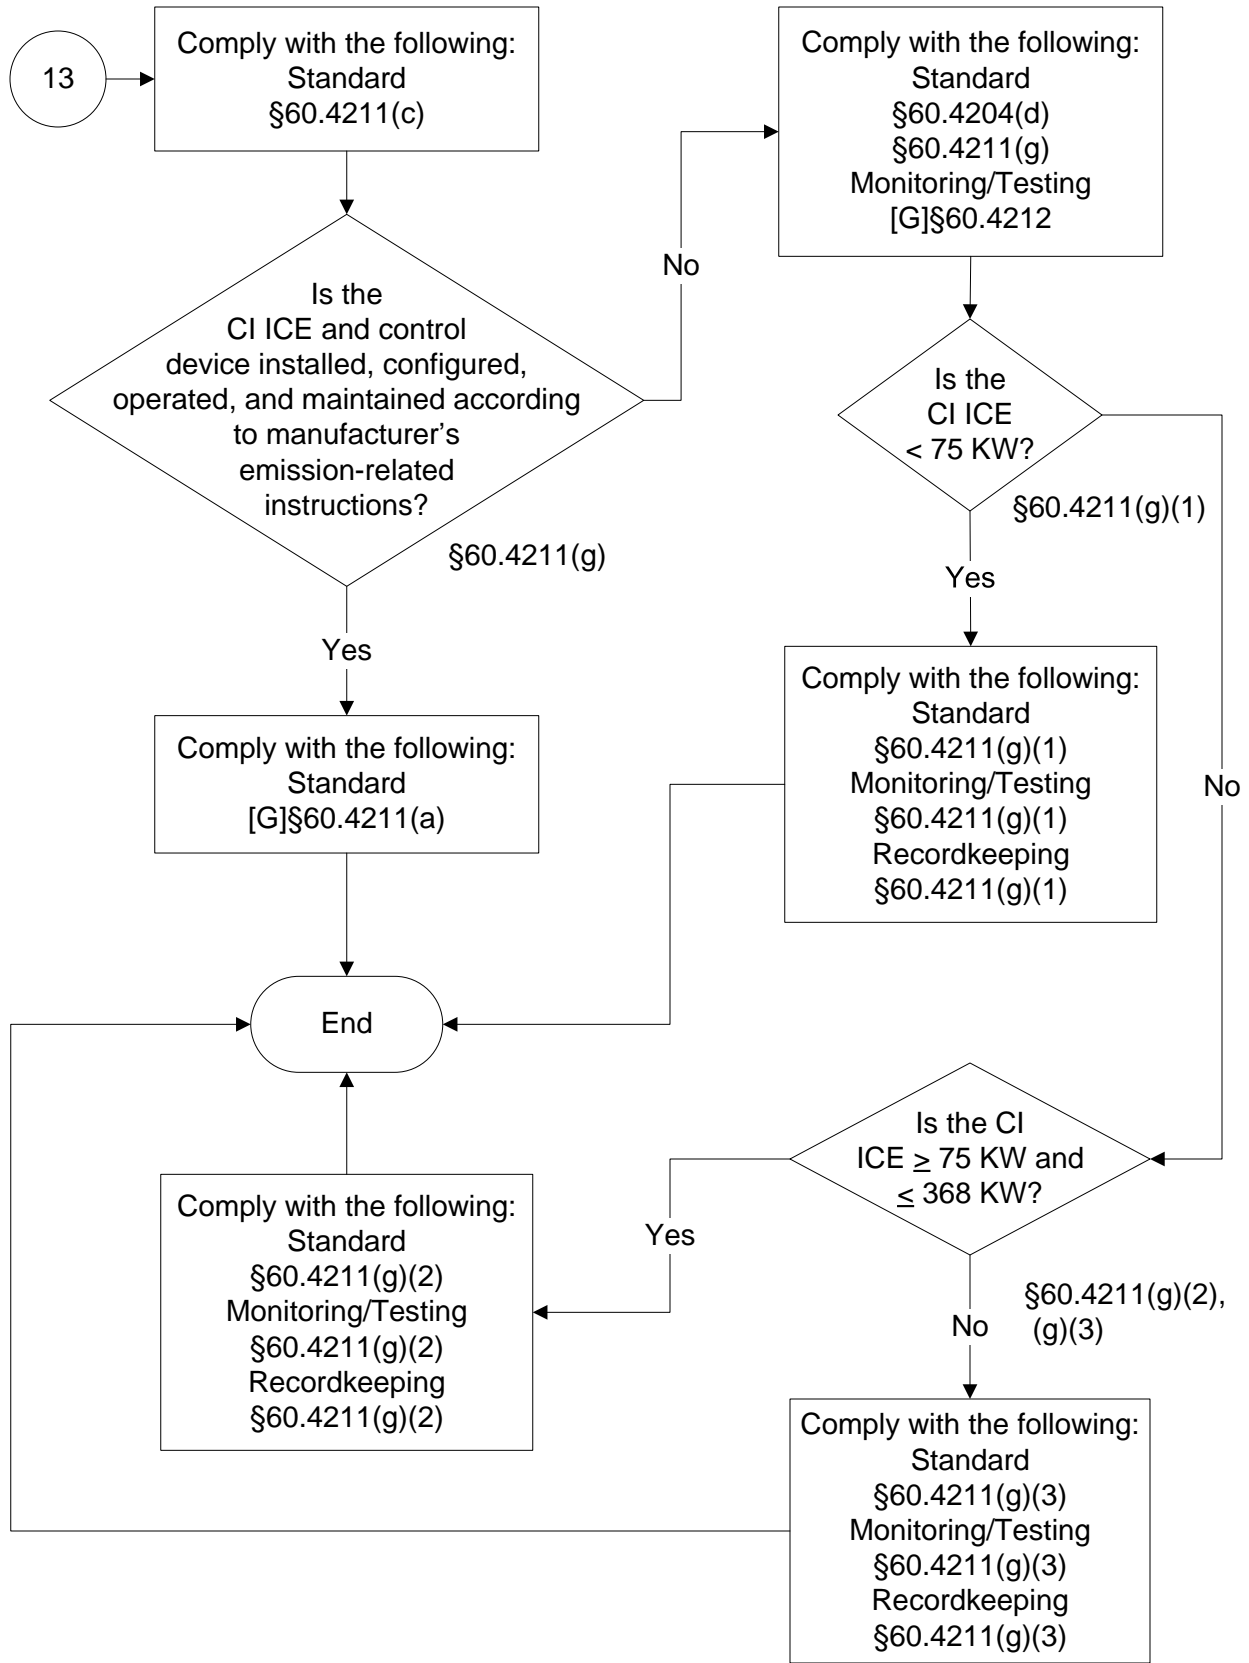 13
Comply with the following:
Standard
§60.4211(c)
Is the
CI ICE and control
device installed, configured,
operated, and maintained according
to manufacturer's
emission-related
instructions?
§60.4211(g)
No
Yes
Comply with the following:
Standard
[G]§60.4211(a)
End
Comply with the following:
Standard
§60.4204(d)
§60.4211(g)
Monitoring/Testing
[G]§60.4212
Is the
CI ICE
< 75 KW?
§60.4211(g)(1)
Yes
No
Comply with the following:
Standard
§60.4211(g)(1)
Monitoring/Testing
§60.4211(g)(1)
Recordkeeping
§60.4211(g)(1)
Is the CI
ICE ≥ 75 KW and
≤ 368 KW?
§60.4211(g)(2),
(g)(3)
Yes
No
Comply with the following:
Standard
§60.4211(g)(2)
Monitoring/Testing
§60.4211(g)(2)
Recordkeeping
§60.4211(g)(2)
Comply with the following:
Standard
§60.4211(g)(3)
Monitoring/Testing
§60.4211(g)(3)
Recordkeeping
§60.4211(g)(3)